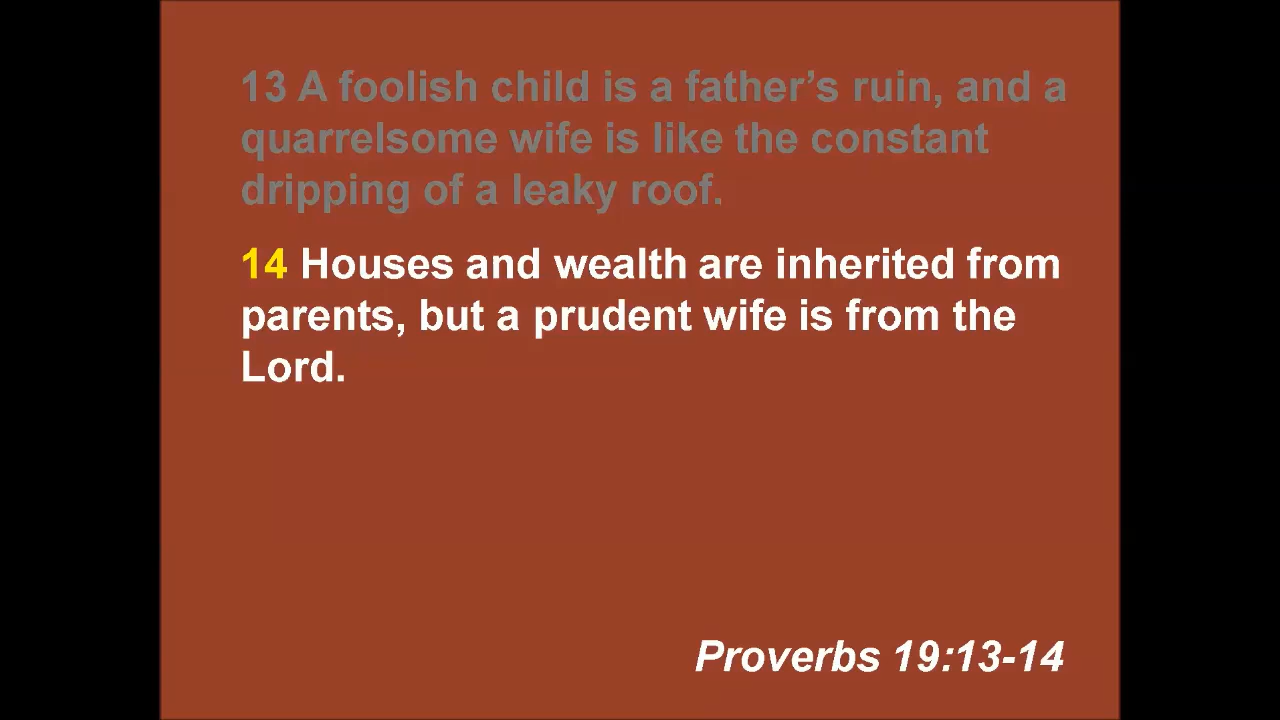 13 A foolish child is a father’s ruin, and a
quarrelsome wife is like the constant
dripping of a leaky roof.
14 Houses and wealth are inherited from
parents, but a prudent wife is from the
Lord.
Proverbs 19:13-14